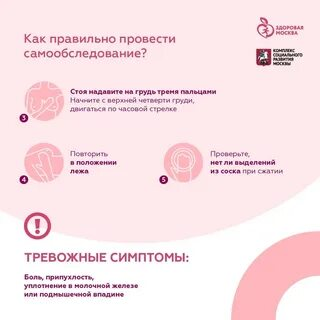 Как правильно провести
самообследование?
ЗДОРОВАЯ
МОСКВА
КОМПЛЕКС
СОЦИАЛЬНОГО
РАЗВИТИЯ
МОСКВЫ
Стоя надавите на грудь тремя пальцами
Начните с верхней четверти груди,
двигаться по часовой стрелке
3
Повторить
в положении
лежа
4
Проверьте,
нет ли выделений
из соска при сжатии
5
ТРЕВОЖНЫЕ СИМПТОМЫ:
Боль, припухлость,
уплотнение в молочной железе
или подмышечной впадине